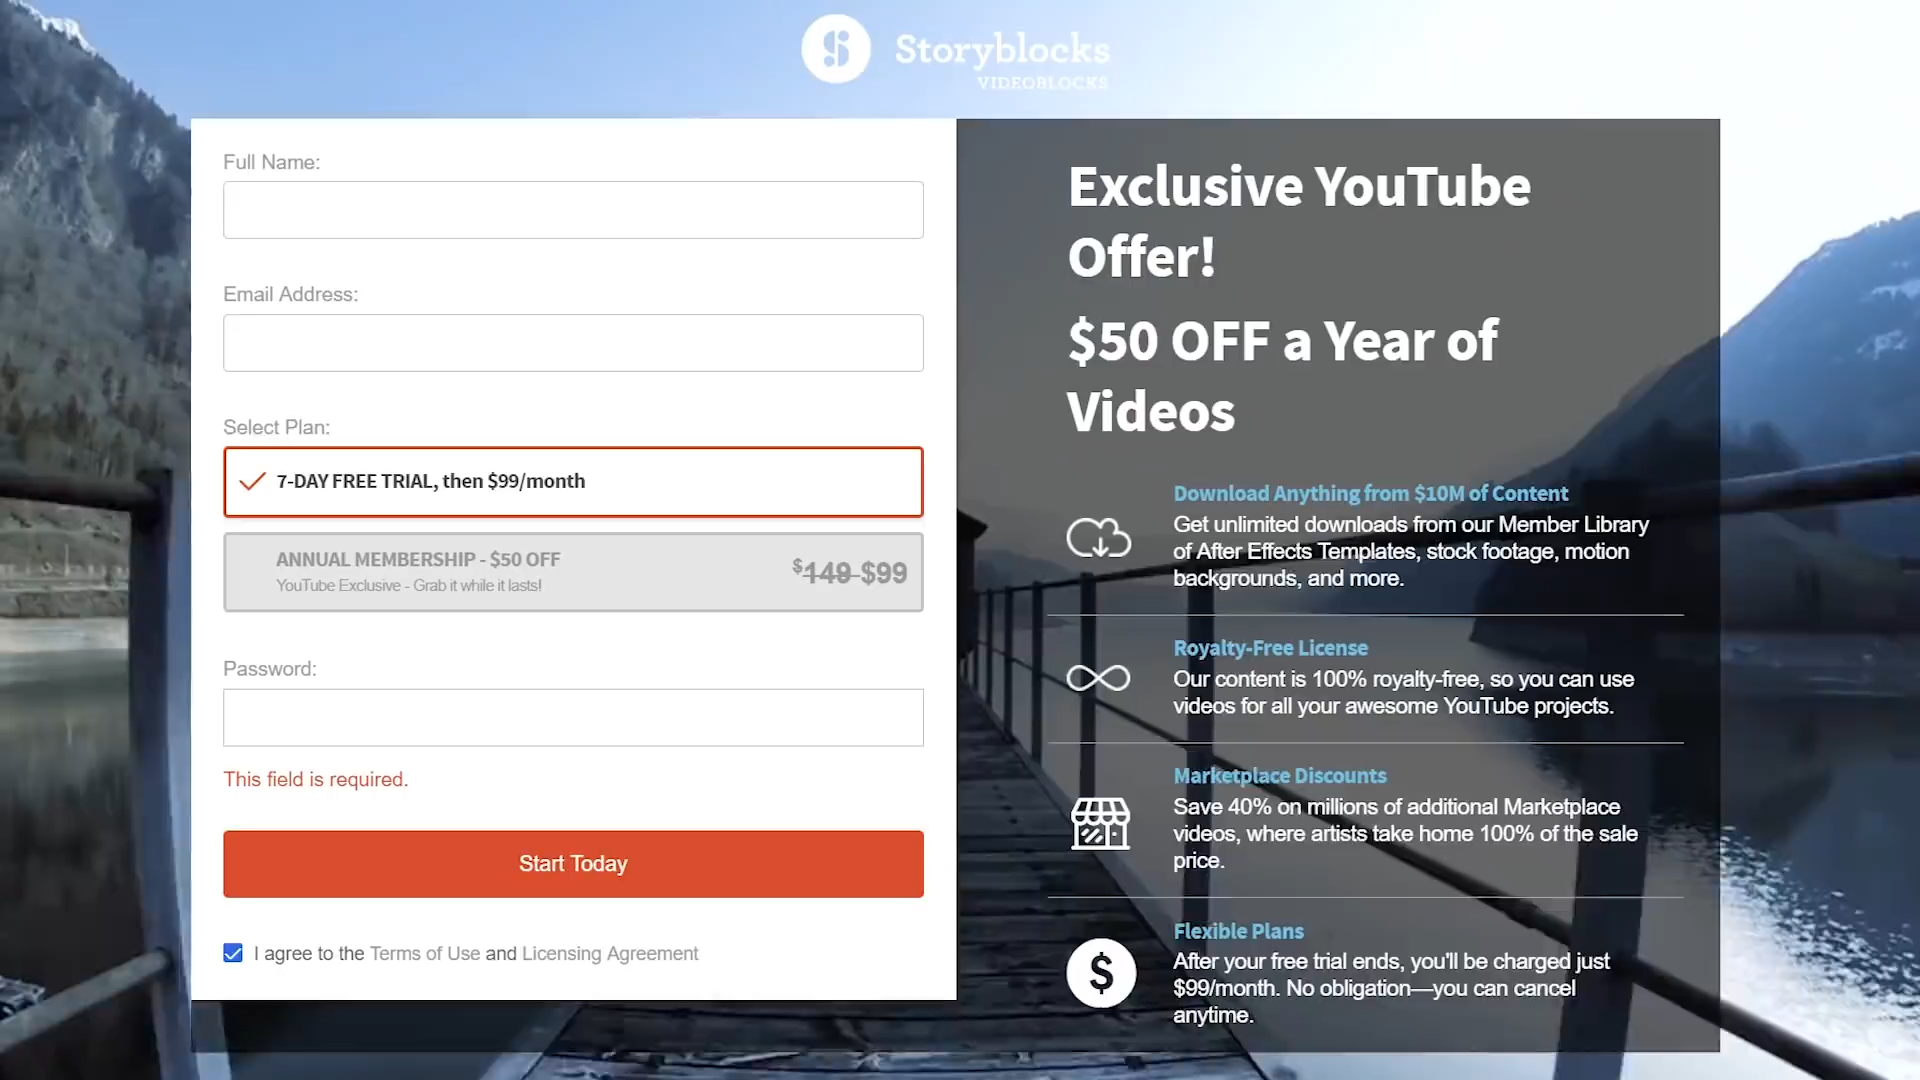 Storyblocks
VIDEOBLOCKS
Full Name:
Email Address:
Select Plan:
7-DAY FREE TRIAL, then $99/month
ANNUAL MEMBERSHIP - $50 OFF
YouTube Exclusive - Grab it while it lasts!
$149 $99
Password:
This field is required.
Start Today
I agree to the Terms of Use and Licensing Agreement
Exclusive YouTube
Offer!
$50 OFF a Year of
Videos
Download Anything from $10M of Content
Get unlimited downloads from our Member Library
of After Effects Templates, stock footage, motion
backgrounds, and more.
Royalty-Free License
Our content is 100% royalty-free, so you can use
videos for all your awesome YouTube projects.
Marketplace Discounts
Save 40% on millions of additional Marketplace
videos, where artists take home 100% of the sale
price.
Flexible Plans
$
After your free trial ends, you'll be charged just
$99/month. No obligation—you can cancel
anytime.